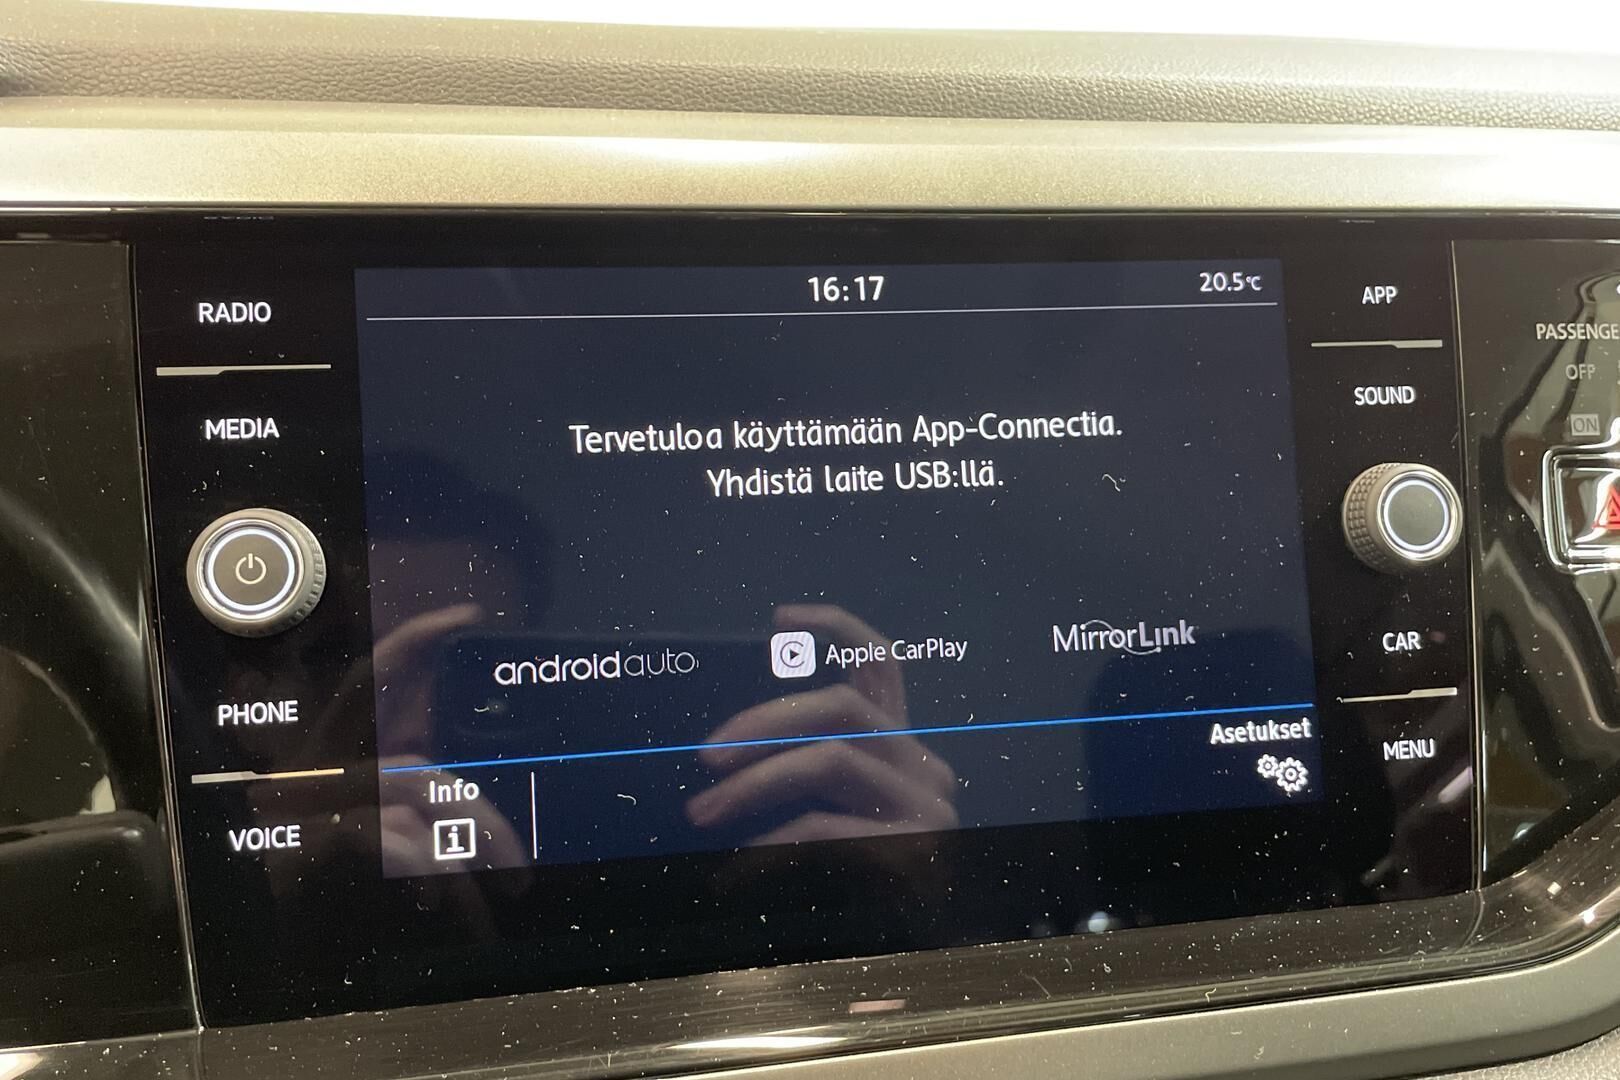 RADIO
MEDIA
PHONE
VOICE
16:17
20.5°C
Tervetuloa käyttämään App-Connectia.
Yhdistä laite USB:llä.
androidauto
Apple CarPlay
MirrorLink
Info
Asetukset
APP
SOUND
CAR
MENU
PASSENGE
OFF
ON